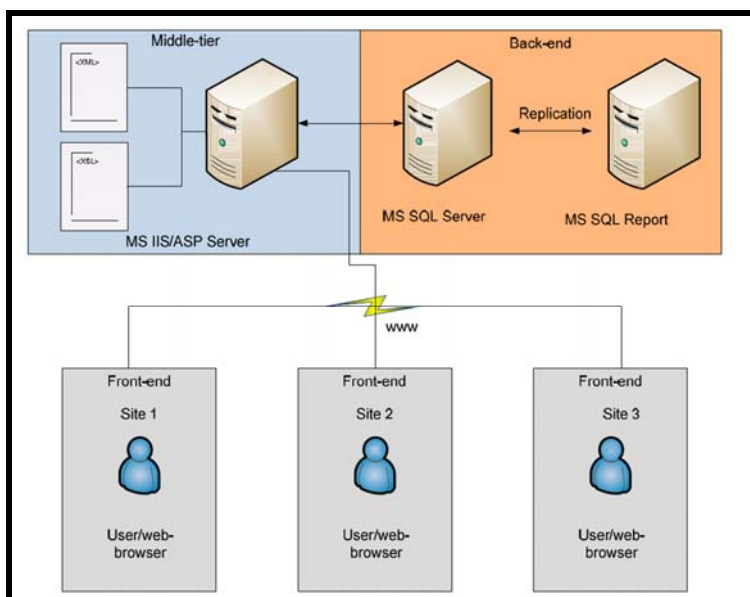 Middle-tier
Back-end
<XML>
<XSL>
Replication
MS SQL Server
MS SQL Report
MS IIS/ASP Server
www
Front-end
Site 1
User/web-
browser
Front-end
Site 2
User/web-
browser
Front-end
Site 3
User/web-
browser